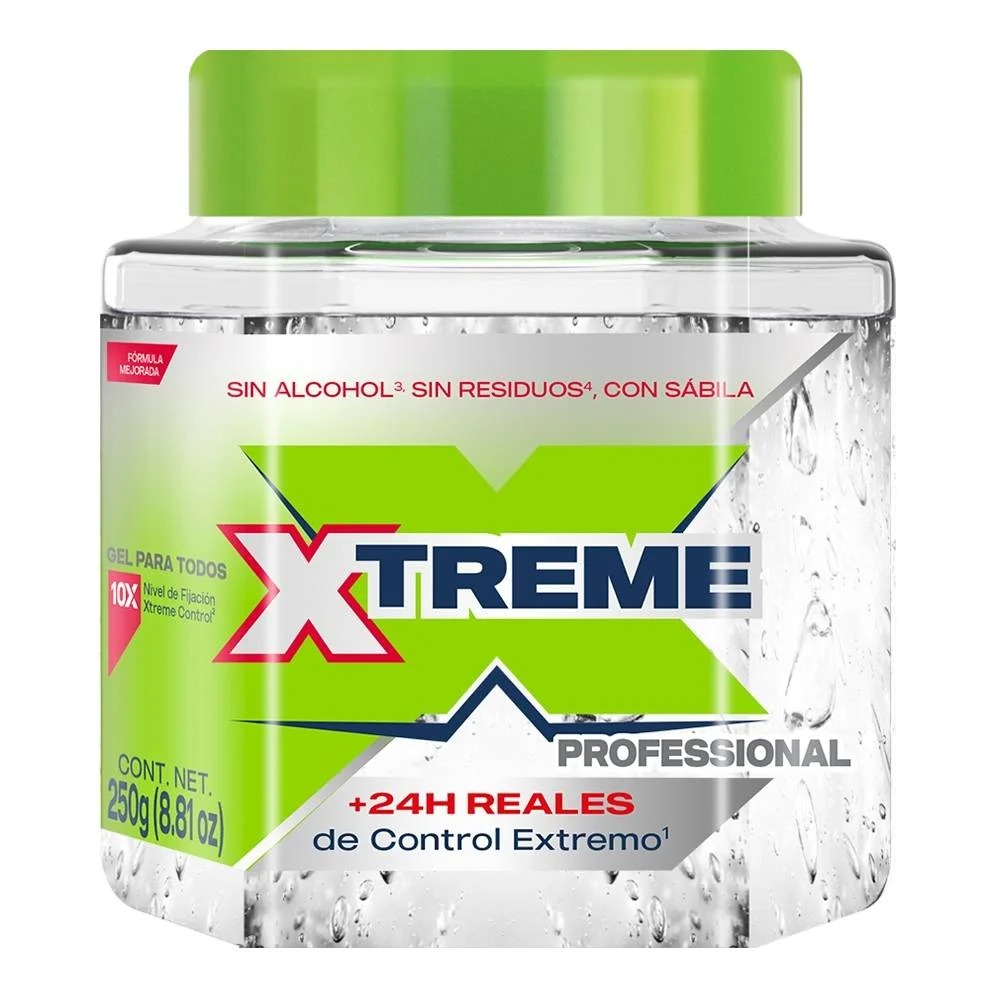 FÓRMULA
MEJORADA
SIN ALCOHOL³, SIN RESIDUOS⁴, CON SÁBILA
XTREME
PROFESSIONAL
GEL PARA TODOS
10X
Nivel de Fijación
Xtreme Control²
CONT. NET.
250g (8.81 oz)
+24H REALES
de Control Extremo¹